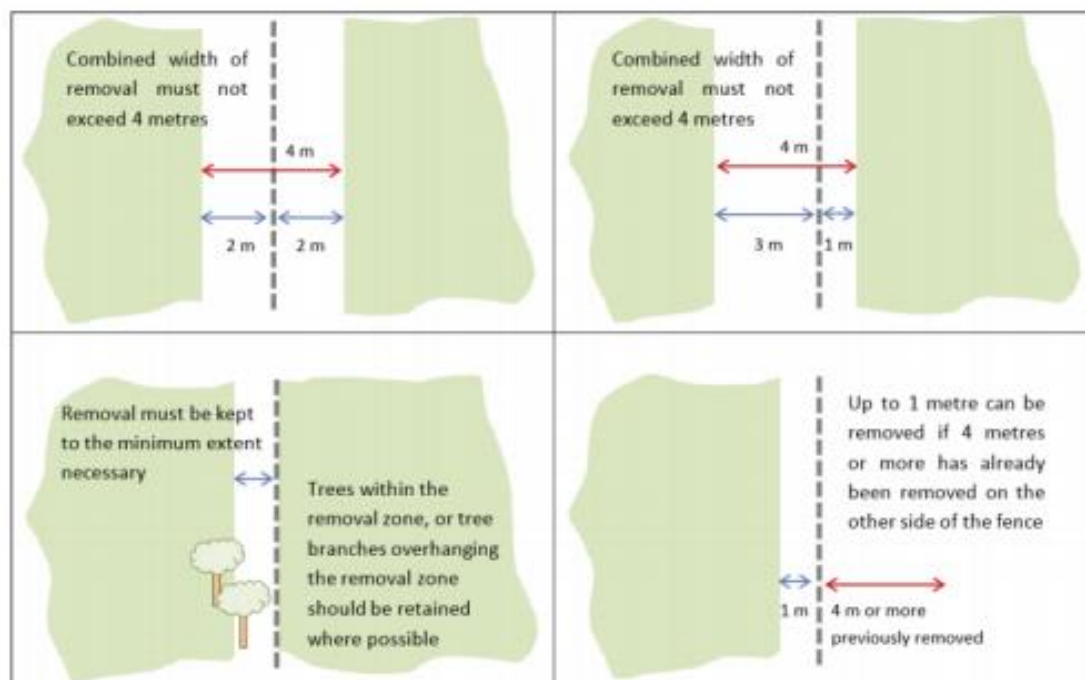 Combined width of
removal must not
exceed 4 metres
4 m
2 m
2 m
Combined width of
removal must not
exceed 4 metres
4 m
3 m
1 m
Removal must be kept
to the minimum extent
necessary
Trees within the
removal zone, or tree
branches overhanging
the removal zone
should be retained
where possible
Up to 1 metre can be
removed if 4 metres
or more has already
been removed on the
other side of the fence
1 m
4 m or more
previously removed